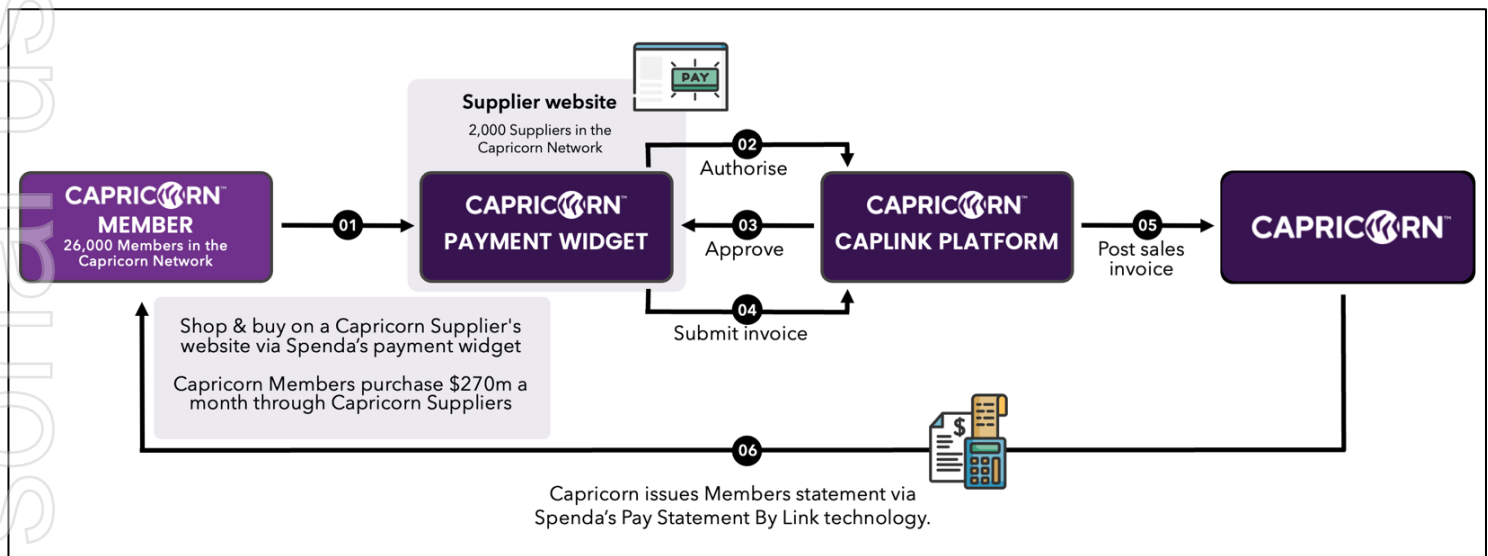 Supplier website
2,000 Suppliers in the
Capricorn Network
PAY
CAPRICORN™
MEMBER
26,000 Members in the
Capricorn Network
01
CAPRICORN™
PAYMENT WIDGET
02
Authorise
03
Approve
04
Submit invoice
CAPRICORN™
CAPLINK PLATFORM
05
Post sales
invoice
CAPRICORN™
Shop & buy on a Capricorn Supplier's
website via Spenda’s payment widget
Capricorn Members purchase $270m a
month through Capricorn Suppliers
$
06
Capricorn issues Members statement via
Spenda’s Pay Statement By Link technology.